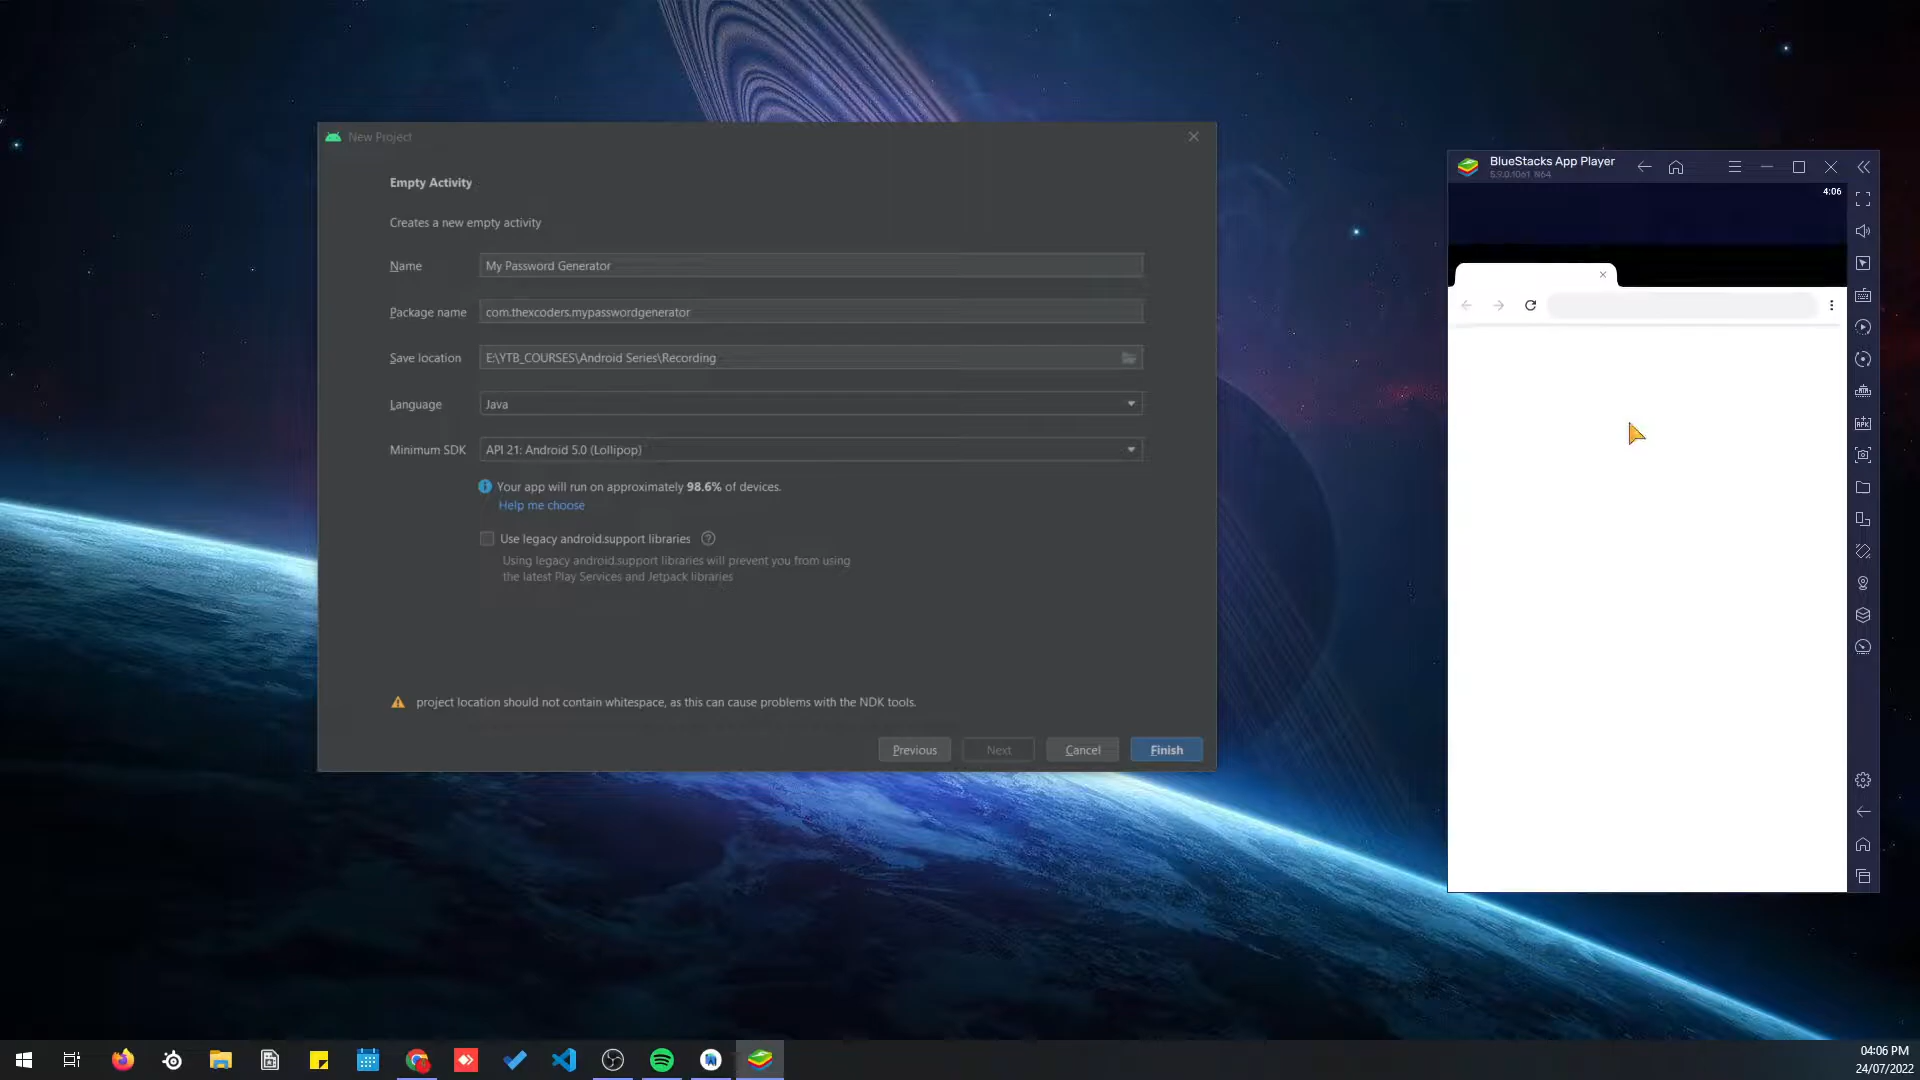 New Project
Empty Activity
Creates a new empty activity
Name My Password Generator
Package name com.thexcoders.mypasswordgenerator
Save location E:\YTB_COURSES\Android Series\Recording
Language Java
Minimum SDK API 21: Android 5.0 (Lollipop)
Your app will run on approximately 98.6% of devices.
Help me choose
Use legacy android.support libraries
Using legacy android.support libraries will prevent you from using
the latest Play Services and Jetpack libraries
project location should not contain whitespace, as this can cause problems with the NDK tools.
Previous Next Cancel Finish
BlueStacks App Player
5.9.0.1061 N64
4:06
04:06 PM
24/07/2022